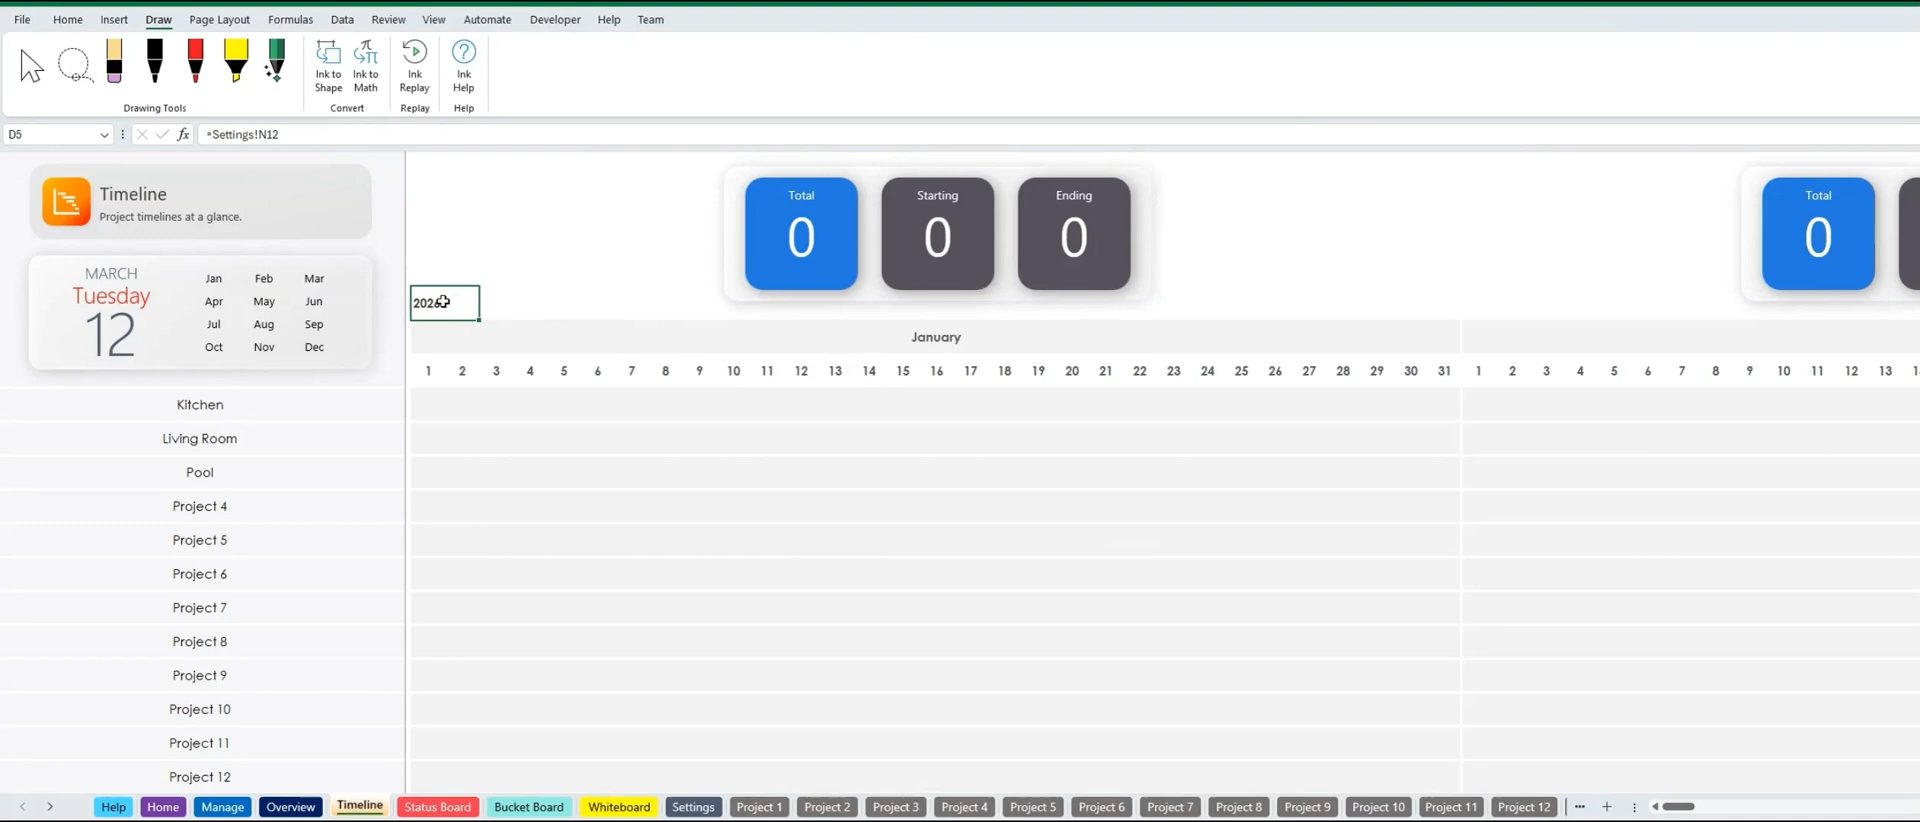 File Home Insert Draw Page Layout Formulas Data Review View Automate Developer Help Team
Ink to Shape
Ink to Math
Ink Replay
Ink Help
Drawing Tools Convert Replay Help
D5 fx =Settings!N12
Timeline
Project timelines at a glance.
MARCH
Tuesday
12
Jan Feb Mar
Apr May Jun
Jul Aug Sep
Oct Nov Dec
Total Starting Ending Total
0 0 0 0
2026
January
1 2 3 4 5 6 7 8 9 10 11 12 13 14 15 16 17 18 19 20 21 22 23 24 25 26 27 28 29 30 31 1 2 3 4 5 6 7 8 9 10 11 12 13
Kitchen
Living Room
Pool
Project 4
Project 5
Project 6
Project 7
Project 8
Project 9
Project 10
Project 11
Project 12
Help Home Manage Overview Timeline Status Board Bucket Board Whiteboard Settings Project 1 Project 2 Project 3 Project 4 Project 5 Project 6 Project 7 Project 8 Project 9 Project 10 Project 11 Project 12